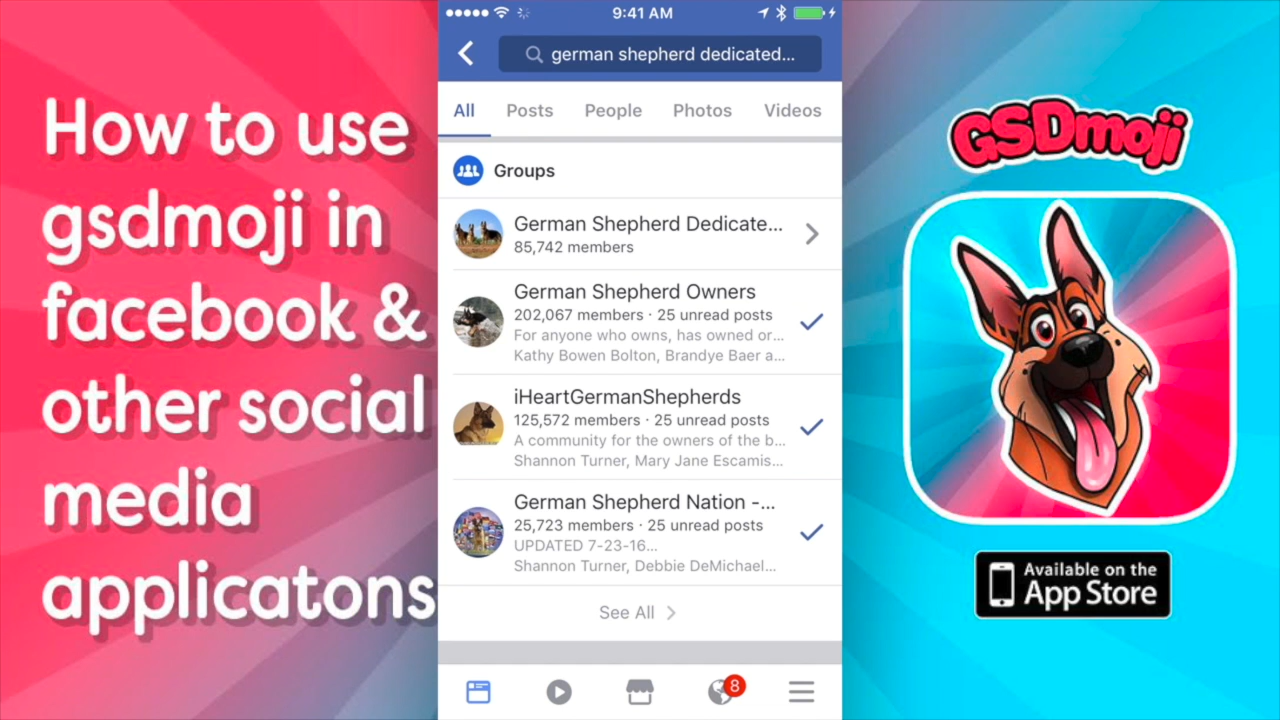 How to use
gsdmoji in
facebook &
other social
media
applicatons
9:41 AM
german shepherd dedicated...
All Posts People Photos Videos
Groups
German Shepherd Dedicate...
85,742 members
German Shepherd Owners
202,067 members · 25 unread posts
For anyone who owns, has owned or...
Kathy Bowen Bolton, Brandye Baer a...
iHeartGermanShepherds
125,572 members · 25 unread posts
A community for the owners of the b...
Shannon Turner, Mary Jane Escamis...
German Shepherd Nation -...
25,723 members · 25 unread posts
UPDATED 7-23-16...
Shannon Turner, Debbie DeMichael...
See All
8
GSDmoji
Available on the
App Store